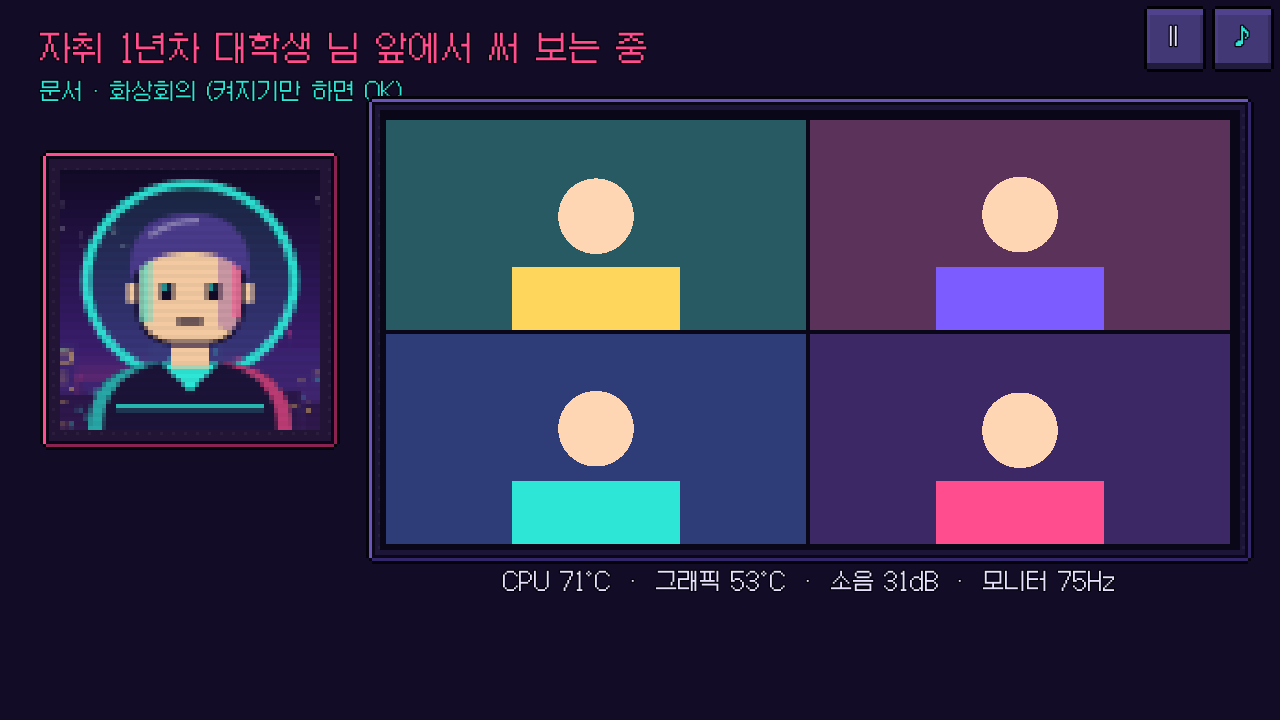 자취 1년차 대학생 님 앞에서 써 보는 중
문서 · 화상회의 (켜지기만 하면 OK)
CPU 71°C · 그래픽 53°C · 소음 31dB · 모니터 75Hz